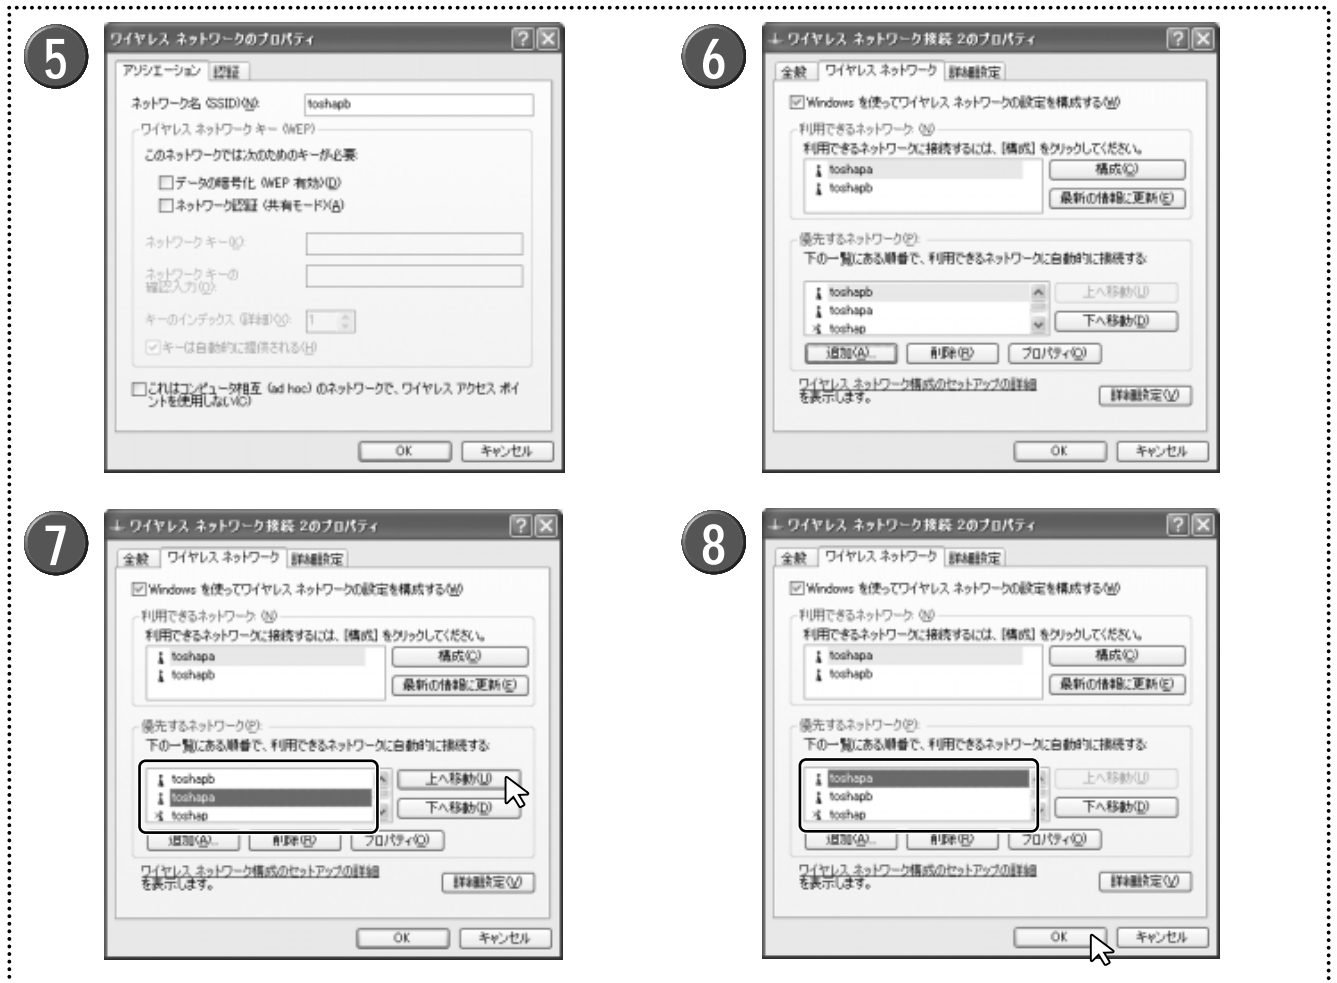 5
ワイヤレス ネットワークのプロパティ
アソシエーション 認証
ネットワーク名 (SSID)(N): toshapb
ワイヤレス ネットワーク キー (WEP)
このネットワークでは次のためのキーが必要:
データの暗号化 (WEP 有効)(D)
ネットワーク認証 (共有モード)(A)
ネットワーク キー(K):
ネットワーク キーの
確認入力(O):
キーのインデックス (詳細)(X): 1
キーは自動的に提供される(H)
これはコンピュータ相互 (ad hoc) のネットワークで、ワイヤレス アクセス ポイ
ントを使用しない(C)
OK キャンセル
6
ワイヤレス ネットワーク接続 2のプロパティ
全般 ワイヤレス ネットワーク 詳細設定
Windows を使ってワイヤレス ネットワークの設定を構成する(W)
利用できるネットワーク: (N)
利用できるネットワークに接続するには、[構成] をクリックしてください。
toshapa 構成(C)
toshapb
最新の情報に更新(E)
優先するネットワーク(P):
下の一覧にある順番で、利用できるネットワークに自動的に接続する:
toshapb 上へ移動(U)
toshapa
toshap 下へ移動(D)
追加(A)... 削除(R) プロパティ(O)
ワイヤレス ネットワーク構成のセットアップの詳細
を表示します。
詳細設定(V)
OK キャンセル
7
ワイヤレス ネットワーク接続 2のプロパティ
全般 ワイヤレス ネットワーク 詳細設定
Windows を使ってワイヤレス ネットワークの設定を構成する(W)
利用できるネットワーク: (N)
利用できるネットワークに接続するには、[構成] をクリックしてください。
toshapa 構成(C)
toshapb
最新の情報に更新(E)
優先するネットワーク(P):
下の一覧にある順番で、利用できるネットワークに自動的に接続する:
toshapb 上へ移動(U)
toshapa
toshap 下へ移動(D)
追加(A)... 削除(R) プロパティ(O)
ワイヤレス ネットワーク構成のセットアップの詳細
を表示します。
詳細設定(V)
OK キャンセル
8
ワイヤレス ネットワーク接続 2のプロパティ
全般 ワイヤレス ネットワーク 詳細設定
Windows を使ってワイヤレス ネットワークの設定を構成する(W)
利用できるネットワーク: (N)
利用できるネットワークに接続するには、[構成] をクリックしてください。
toshapa 構成(C)
toshapb
最新の情報に更新(E)
優先するネットワーク(P):
下の一覧にある順番で、利用できるネットワークに自動的に接続する:
toshapa 上へ移動(U)
toshapb
toshap 下へ移動(D)
追加(A)... 削除(R) プロパティ(O)
ワイヤレス ネットワーク構成のセットアップの詳細
を表示します。
詳細設定(V)
OK キャンセル